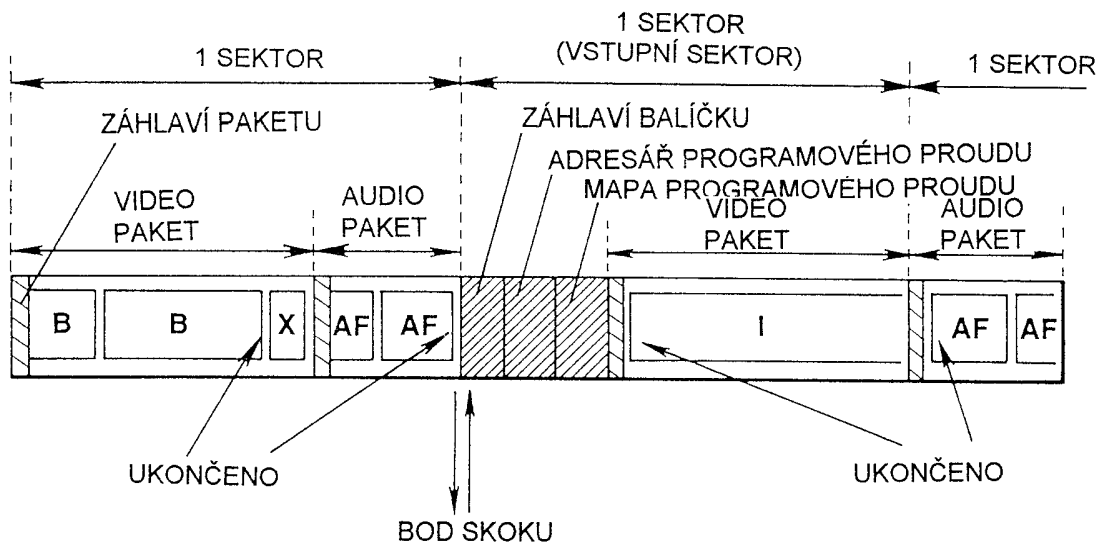 1 SEKTOR
1 SEKTOR
(VSTUPNÍ SEKTOR)
1 SEKTOR
ZÁHLAVÍ PAKETU
ZÁHLAVÍ BALÍČKU
ADRESÁŘ PROGRAMOVÉHO PROUDU
MAPA PROGRAMOVÉHO PROUDU
VIDEO
PAKET
AUDIO
PAKET
VIDEO
PAKET
AUDIO
PAKET
B B X AF AF I AF AF
UKONČENO
UKONČENO
BOD SKOKU